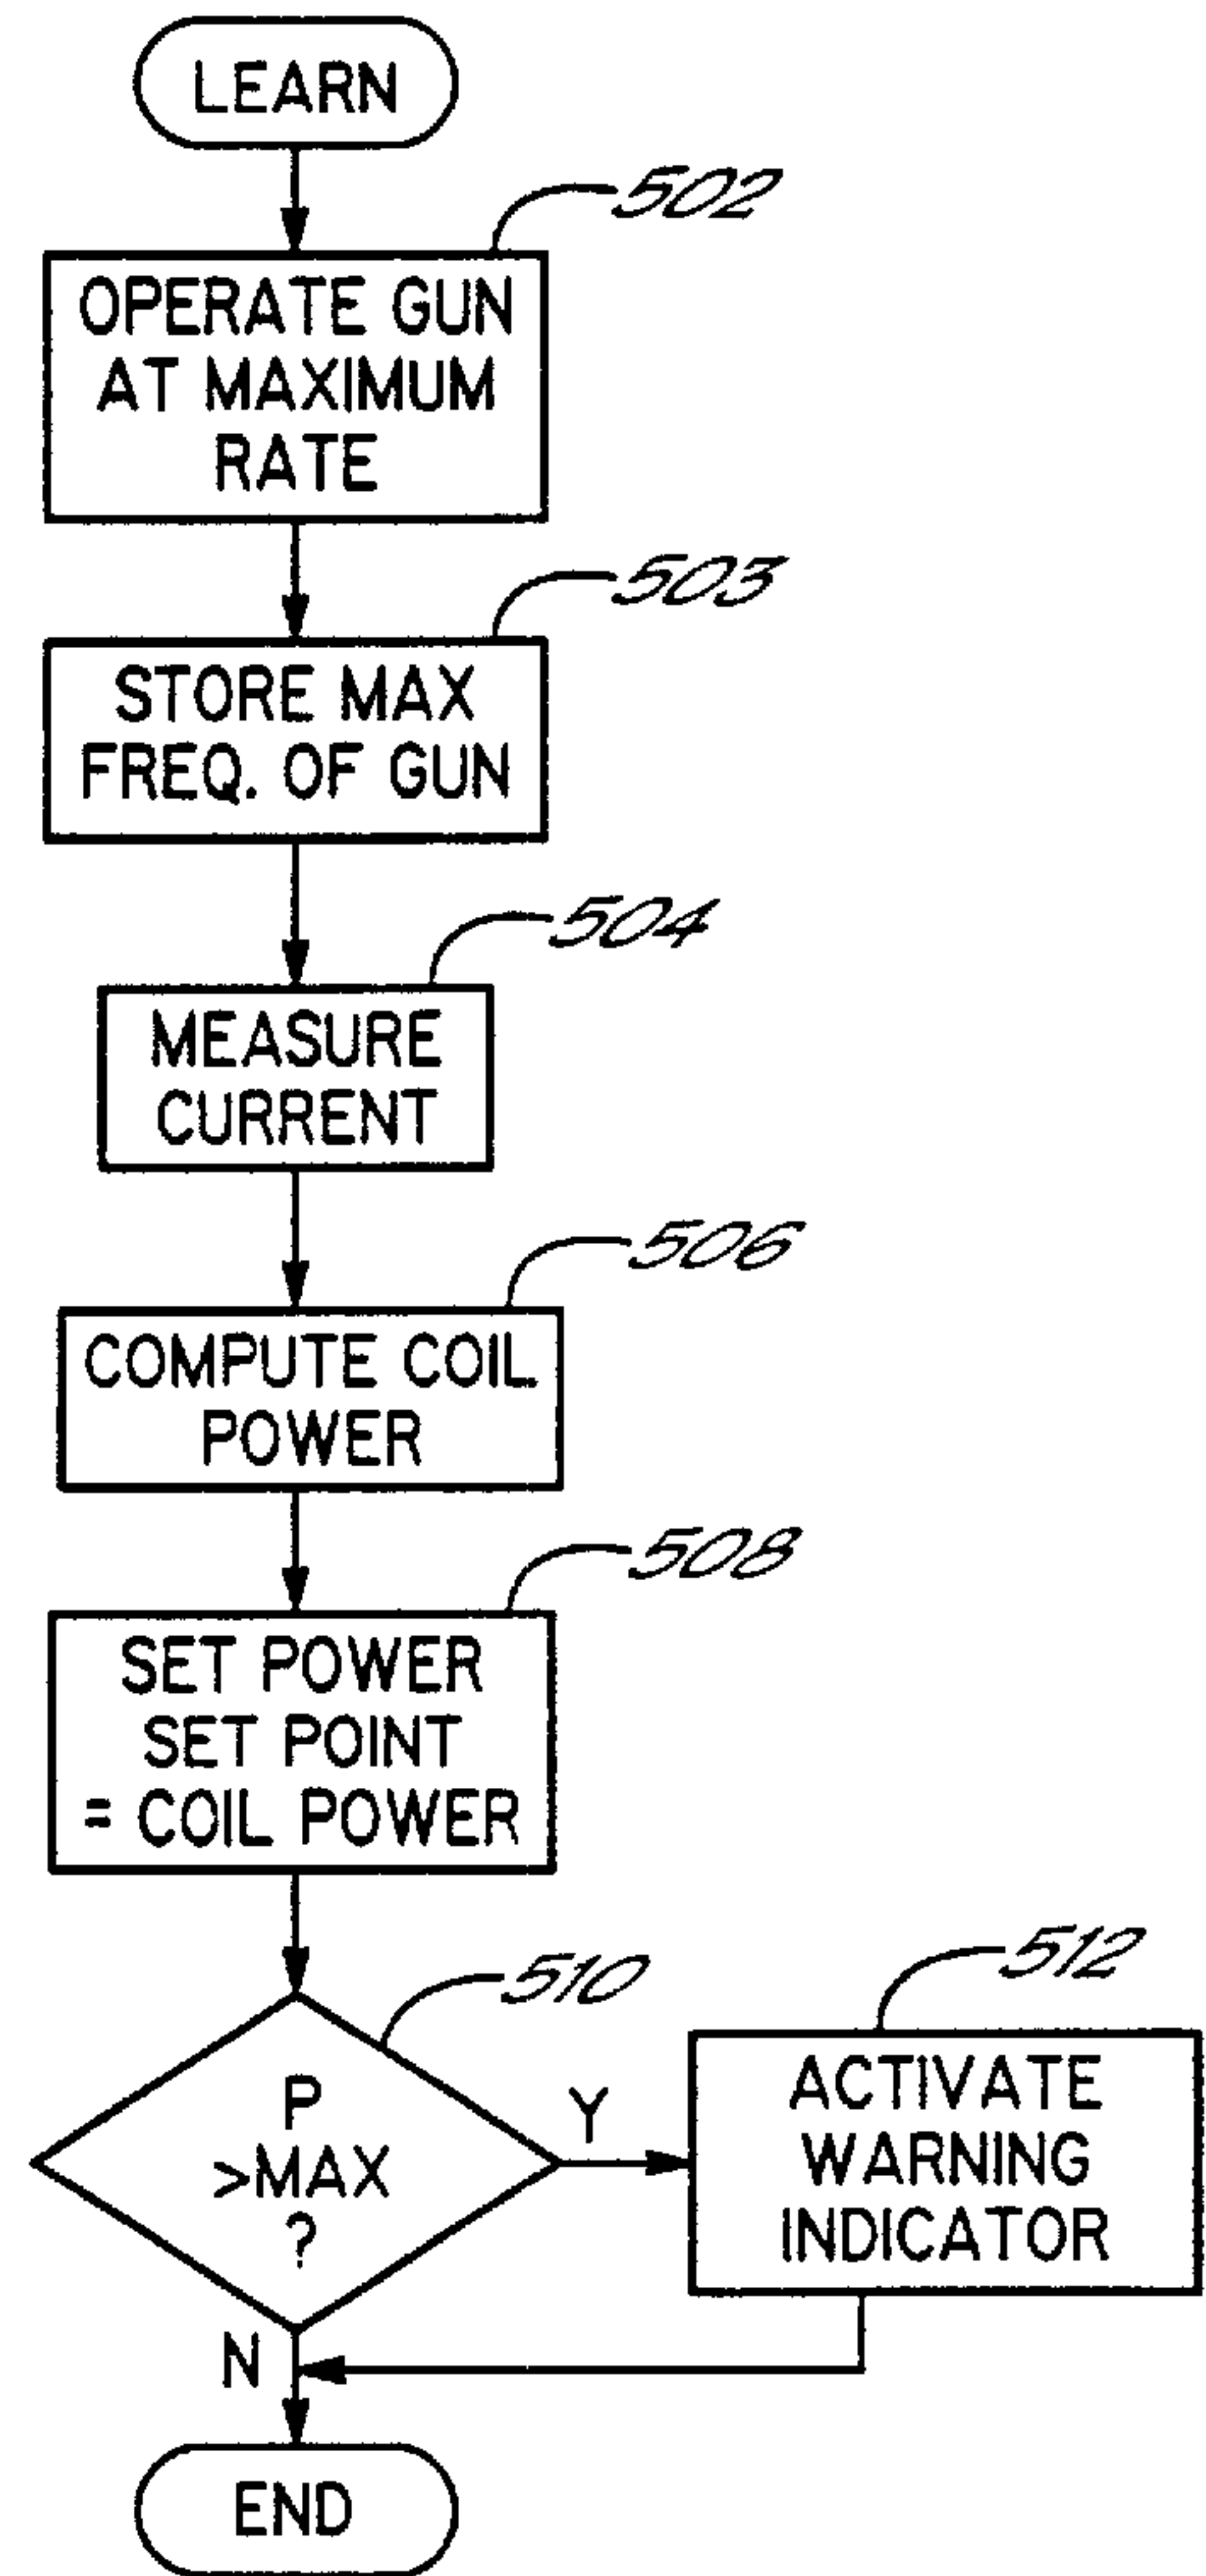 LEARN
502
OPERATE GUN
AT MAXIMUM
RATE
503
STORE MAX
FREQ. OF GUN
504
MEASURE
CURRENT
506
COMPUTE COIL
POWER
508
SET POWER
SET POINT
= COIL POWER
510
P
>MAX
?
Y
512
ACTIVATE
WARNING
INDICATOR
N
END